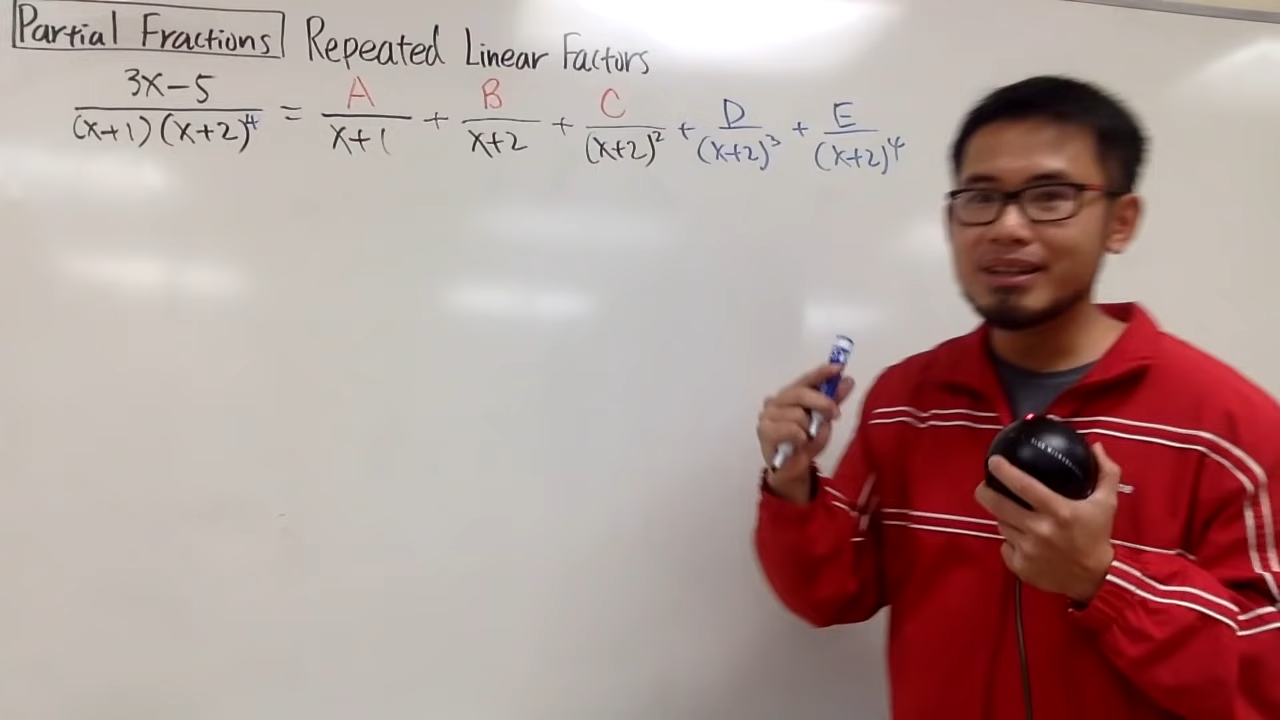 Partial Fractions Repeated Linear Factors
(3x-5)/((x+1)(x+2)^4) = A/(x+1) + B/(x+2) + C/(x+2)^2 + D/(x+2)^3 + E/(x+2)^4